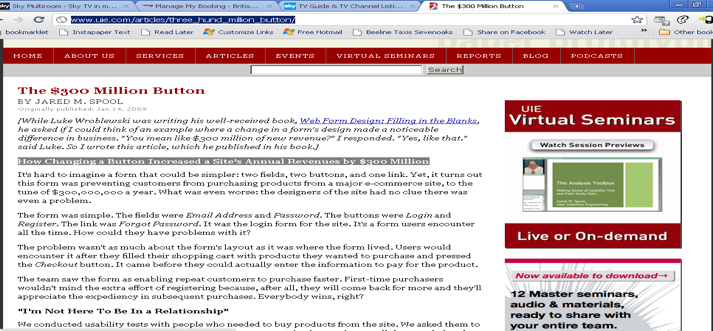 Sky Multiroom - Sky TV in m...
Manage My Booking - Britis...
TV Guide & TV Channel Listi...
The $300 Million Button
www.uie.com/articles/three_hund_million_button/
bookmarklet
Instapaper Text
Read Later
Customize Links
Free Hotmail
Beeline Taxis Sevenoaks
Share on Facebook
Watch Later
Other book
HOME ABOUT US SERVICES ARTICLES EVENTS VIRTUAL SEMINARS REPORTS BLOG PODCASTS
Search
The $300 Million Button
BY JARED M. SPOOL
Originally published: Jan 14, 2009
[While Luke Wroblewski was writing his well-received book, Web Form Design: Filling in the Blanks,
he asked if I could think of an example where a change in a form's design made a noticeable
difference in business. "You mean like $300 million of new revenue?" I responded. "Yes, like that."
said Luke. So I wrote this article, which he published in his book.]
How Changing a Button Increased a Site's Annual Revenues by $300 Million
It's hard to imagine a form that could be simpler: two fields, two buttons, and one link. Yet, it turns out
this form was preventing customers from purchasing products from a major e-commerce site, to the
tune of $300,000,000 a year. What was even worse: the designers of the site had no clue there was
even a problem.
The form was simple. The fields were Email Address and Password. The buttons were Login and
Register. The link was Forgot Password. It was the login form for the site. It's a form users encounter
all the time. How could they have problems with it?
The problem wasn't as much about the form's layout as it was where the form lived. Users would
encounter it after they filled their shopping cart with products they wanted to purchase and pressed
the Checkout button. It came before they could actually enter the information to pay for the product.
The team saw the form as enabling repeat customers to purchase faster. First-time purchasers
wouldn't mind the extra effort of registering because, after all, they will come back for more and they'll
appreciate the expediency in subsequent purchases. Everybody wins, right?
"I'm Not Here To Be in a Relationship"
We conducted usability tests with people who needed to buy products from the site. We asked them to
UIE
Virtual Seminars
Watch Session Previews
The Analysis Toolbox
Live or On-demand
Now available to download→
12 Master seminars,
audio & materials,
ready to share with
your entire team.